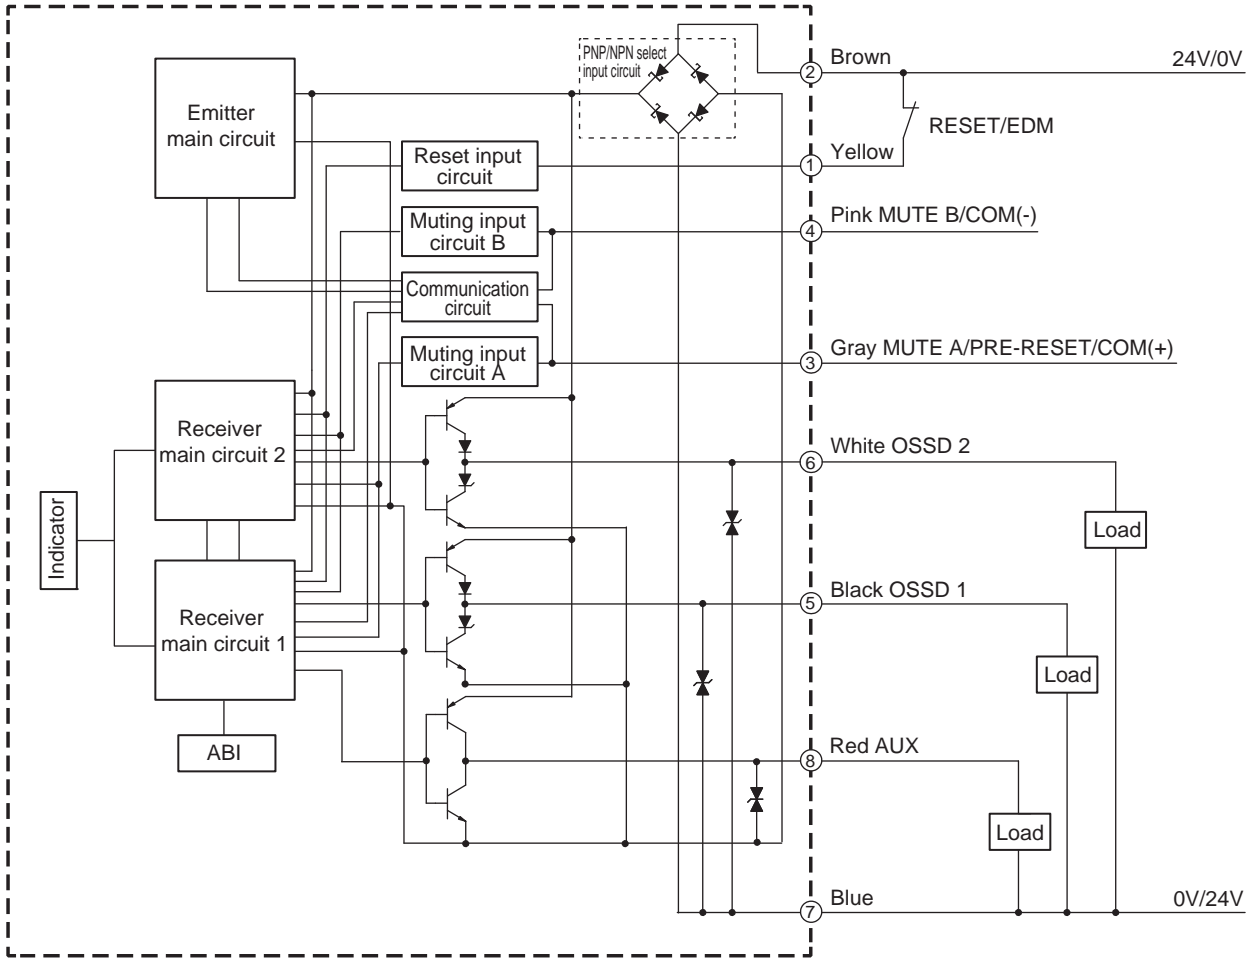 PNP/NPN select
input circuit
2
Brown
24V/0V
Emitter
main circuit
RESET/EDM
Reset input
circuit
1
Yellow
Muting input
circuit B
4
Pink MUTE B/COM(-)
Communication
circuit
Muting input
circuit A
3
Gray MUTE A/PRE-RESET/COM(+)
Receiver
main circuit 2
6
White OSSD 2
Load
Indicator
Receiver
main circuit 1
5
Black OSSD 1
Load
ABI
8
Red AUX
Load
7
Blue
0V/24V